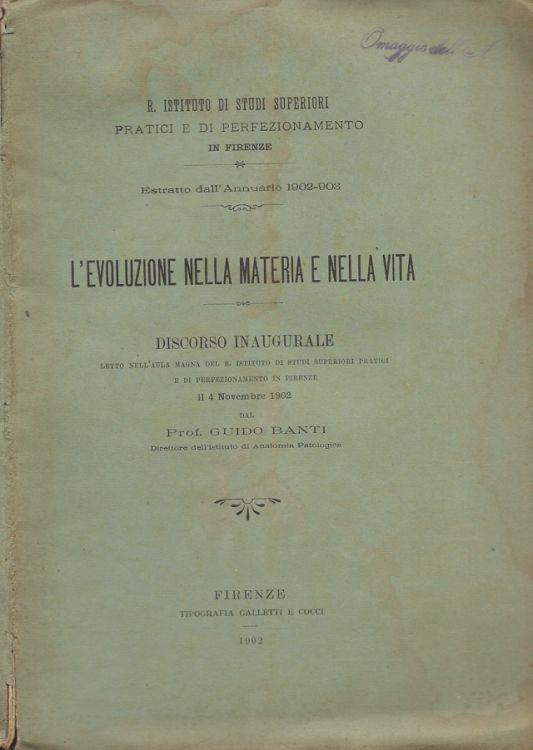 Omaggio dell'A
R. ISTITUTO DI STUDI SUPERIORI
PRATICI E DI PERFEZIONAMENTO
IN FIRENZE
Estratto dall'Annuario 1902-903
L'EVOLUZIONE NELLA MATERIA E NELLA VITA
DISCORSO INAUGURALE
LETTO NELL'AULA MAGNA DEL R. ISTITUTO DI STUDI SUPERIORI PRATICI
E DI PERFEZIONAMENTO IN FIRENZE
il 4 Novembre 1902
DAL
Prof. GUIDO BANTI
Direttore dell'Istituto di Anatomia Patologica
FIRENZE
TIPOGRAFIA GALLETTI E COCCI
1902